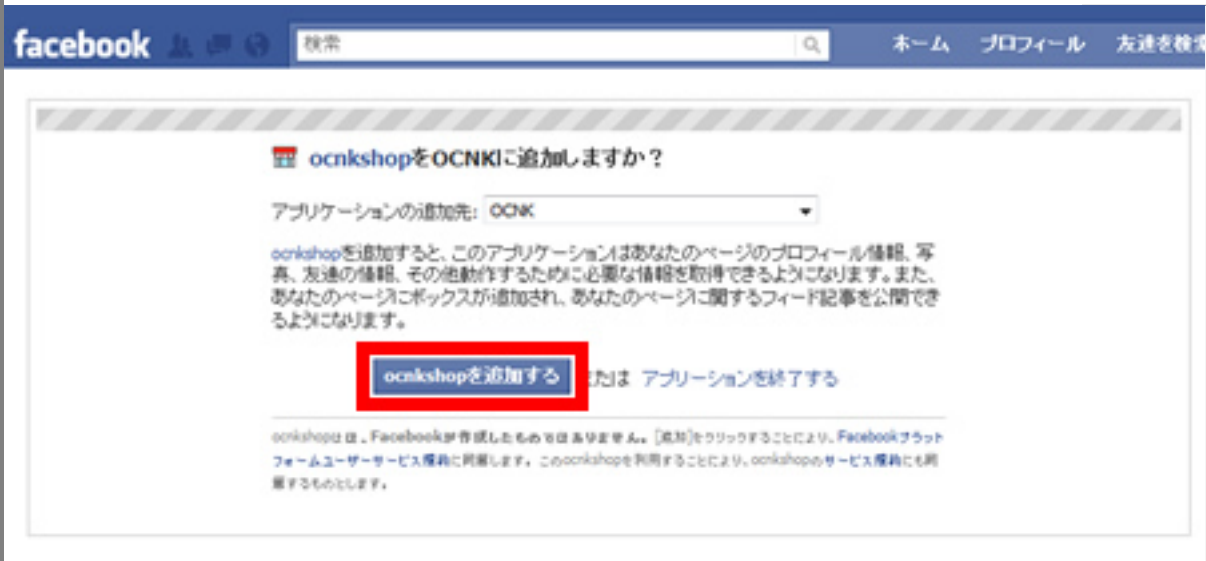 facebook 検索 ホーム プロフィール 友達を検索
ocnkshopをOCNKに追加しますか？
アプリケーションの追加先: OCNK
ocnkshopを追加すると、このアプリケーションはあなたのページのプロフィール情報、写
真、友達の情報、その他動作するために必要な情報を取得できるようになります。また、
あなたのページにボックスが追加され、あなたのページに関するフィード記事を公開でき
るようになります。
ocnkshopを追加する または アプリーションを終了する
ocnkshopは は、Facebookが作成したものではありません。[追加]をクリックすることにより、Facebookプラット
フォームユーザーサービス規約に同意します。このocnkshopを利用することにより、ocnkshopのサービス規約にも同
意するものとします。